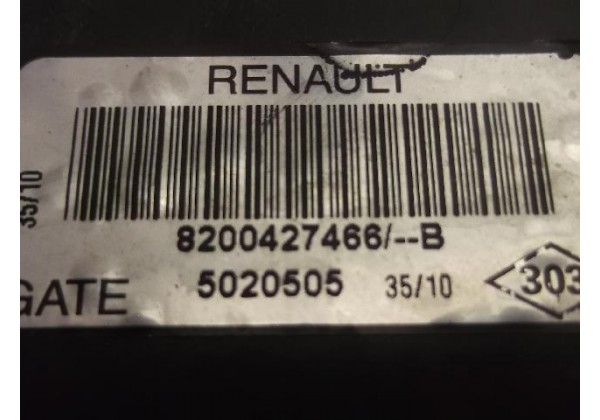 RENAULT
35/10
8200427466/--B
GATE 5020505 35/10 303